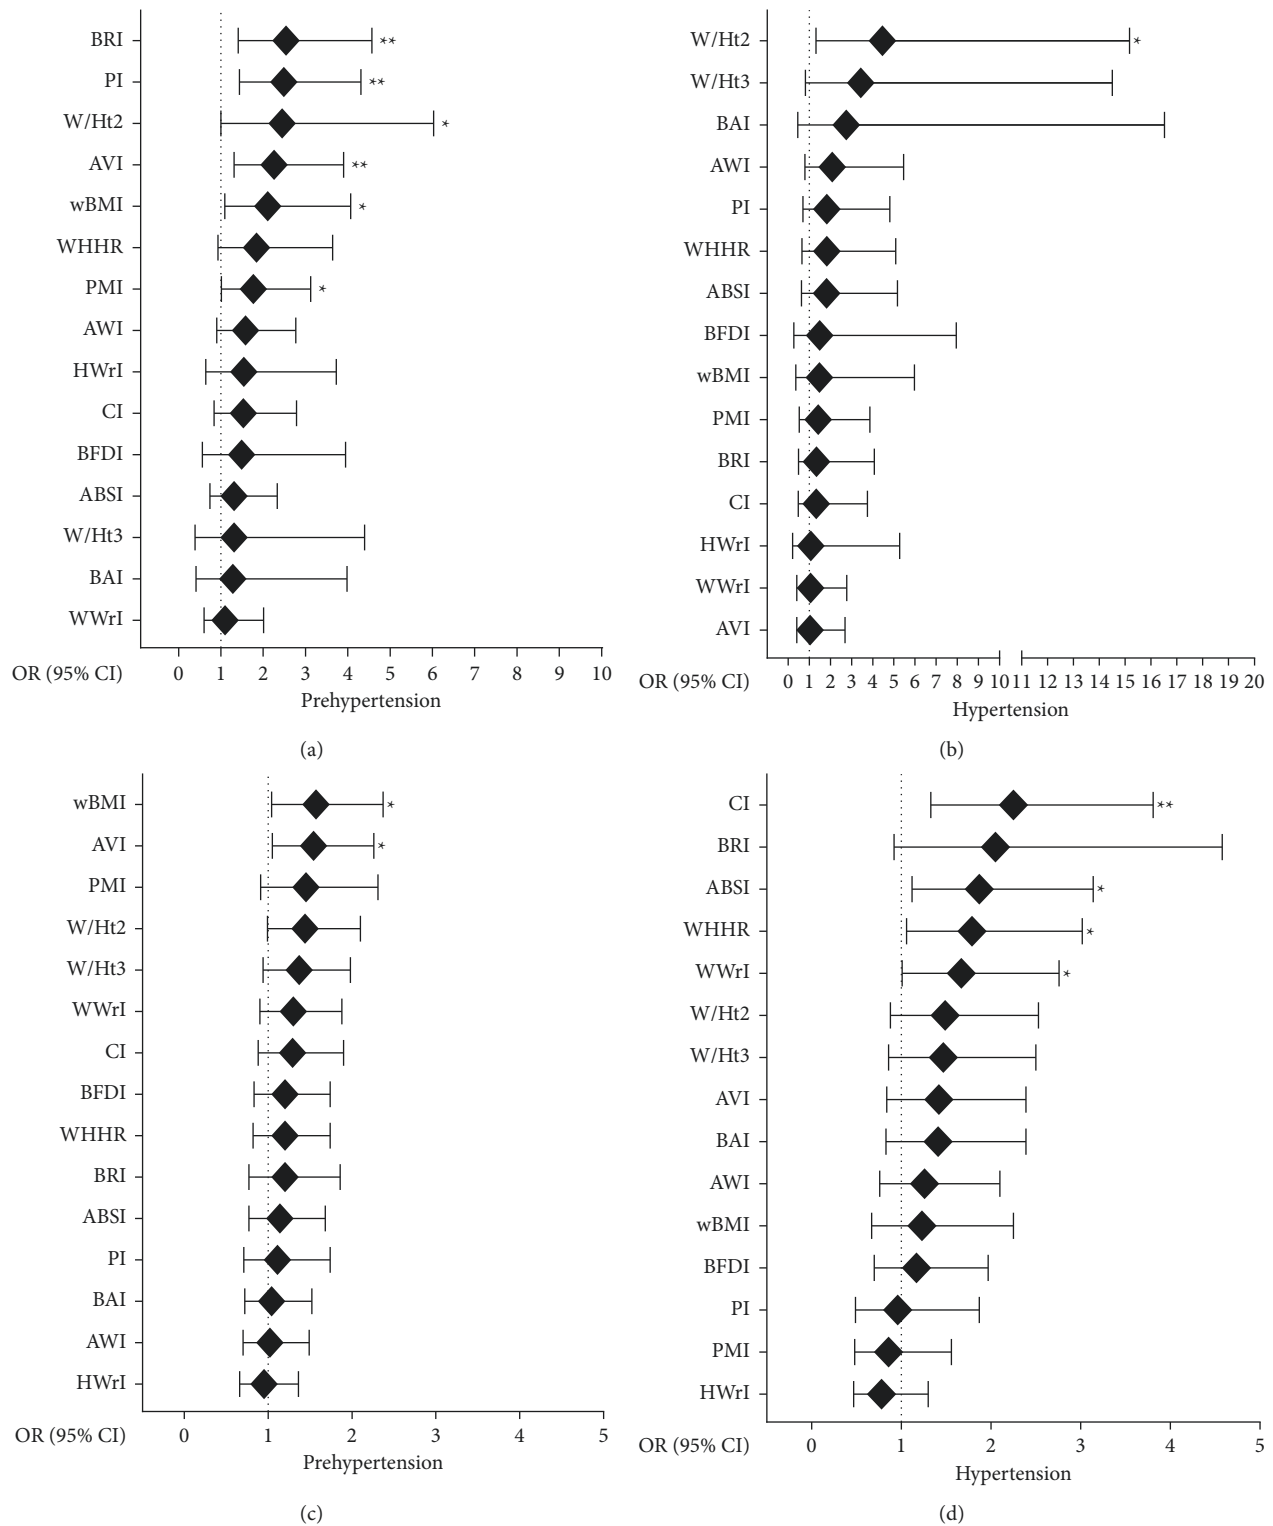 BRI **
PI **
W/Ht2 *
AVI **
wBMI *
WHHR
PMI *
AWI
HWrI
CI
BFDI
ABSI
W/Ht3
BAI
WWrI
0 1 2 3 4 5 6 7 8 9 10
OR (95% CI)
Prehypertension
(a)
W/Ht2 *
W/Ht3
BAI
AWI
PI
WHHR
ABSI
BFDI
wBMI
PMI
BRI
CI
HWrI
WWrI
AVI
0 1 2 3 4 5 6 7 8 9 10 11 12 13 14 15 16 17 18 19 20
OR (95% CI)
Hypertension
(b)
wBMI *
AVI *
PMI
W/Ht2
W/Ht3
WWrI
CI
BFDI
WHHR
BRI
ABSI
PI
BAI
AWI
HWrI
OR (95% CI) 0 1 2 3 4 5
Prehypertension
(c)
CI **
BRI
ABSI *
WHHR *
WWrI *
W/Ht2
W/Ht3
AVI
BAI
AWI
wBMI
BFDI
PI
PMI
HWrI
OR (95% CI) 0 1 2 3 4 5
Hypertension
(d)